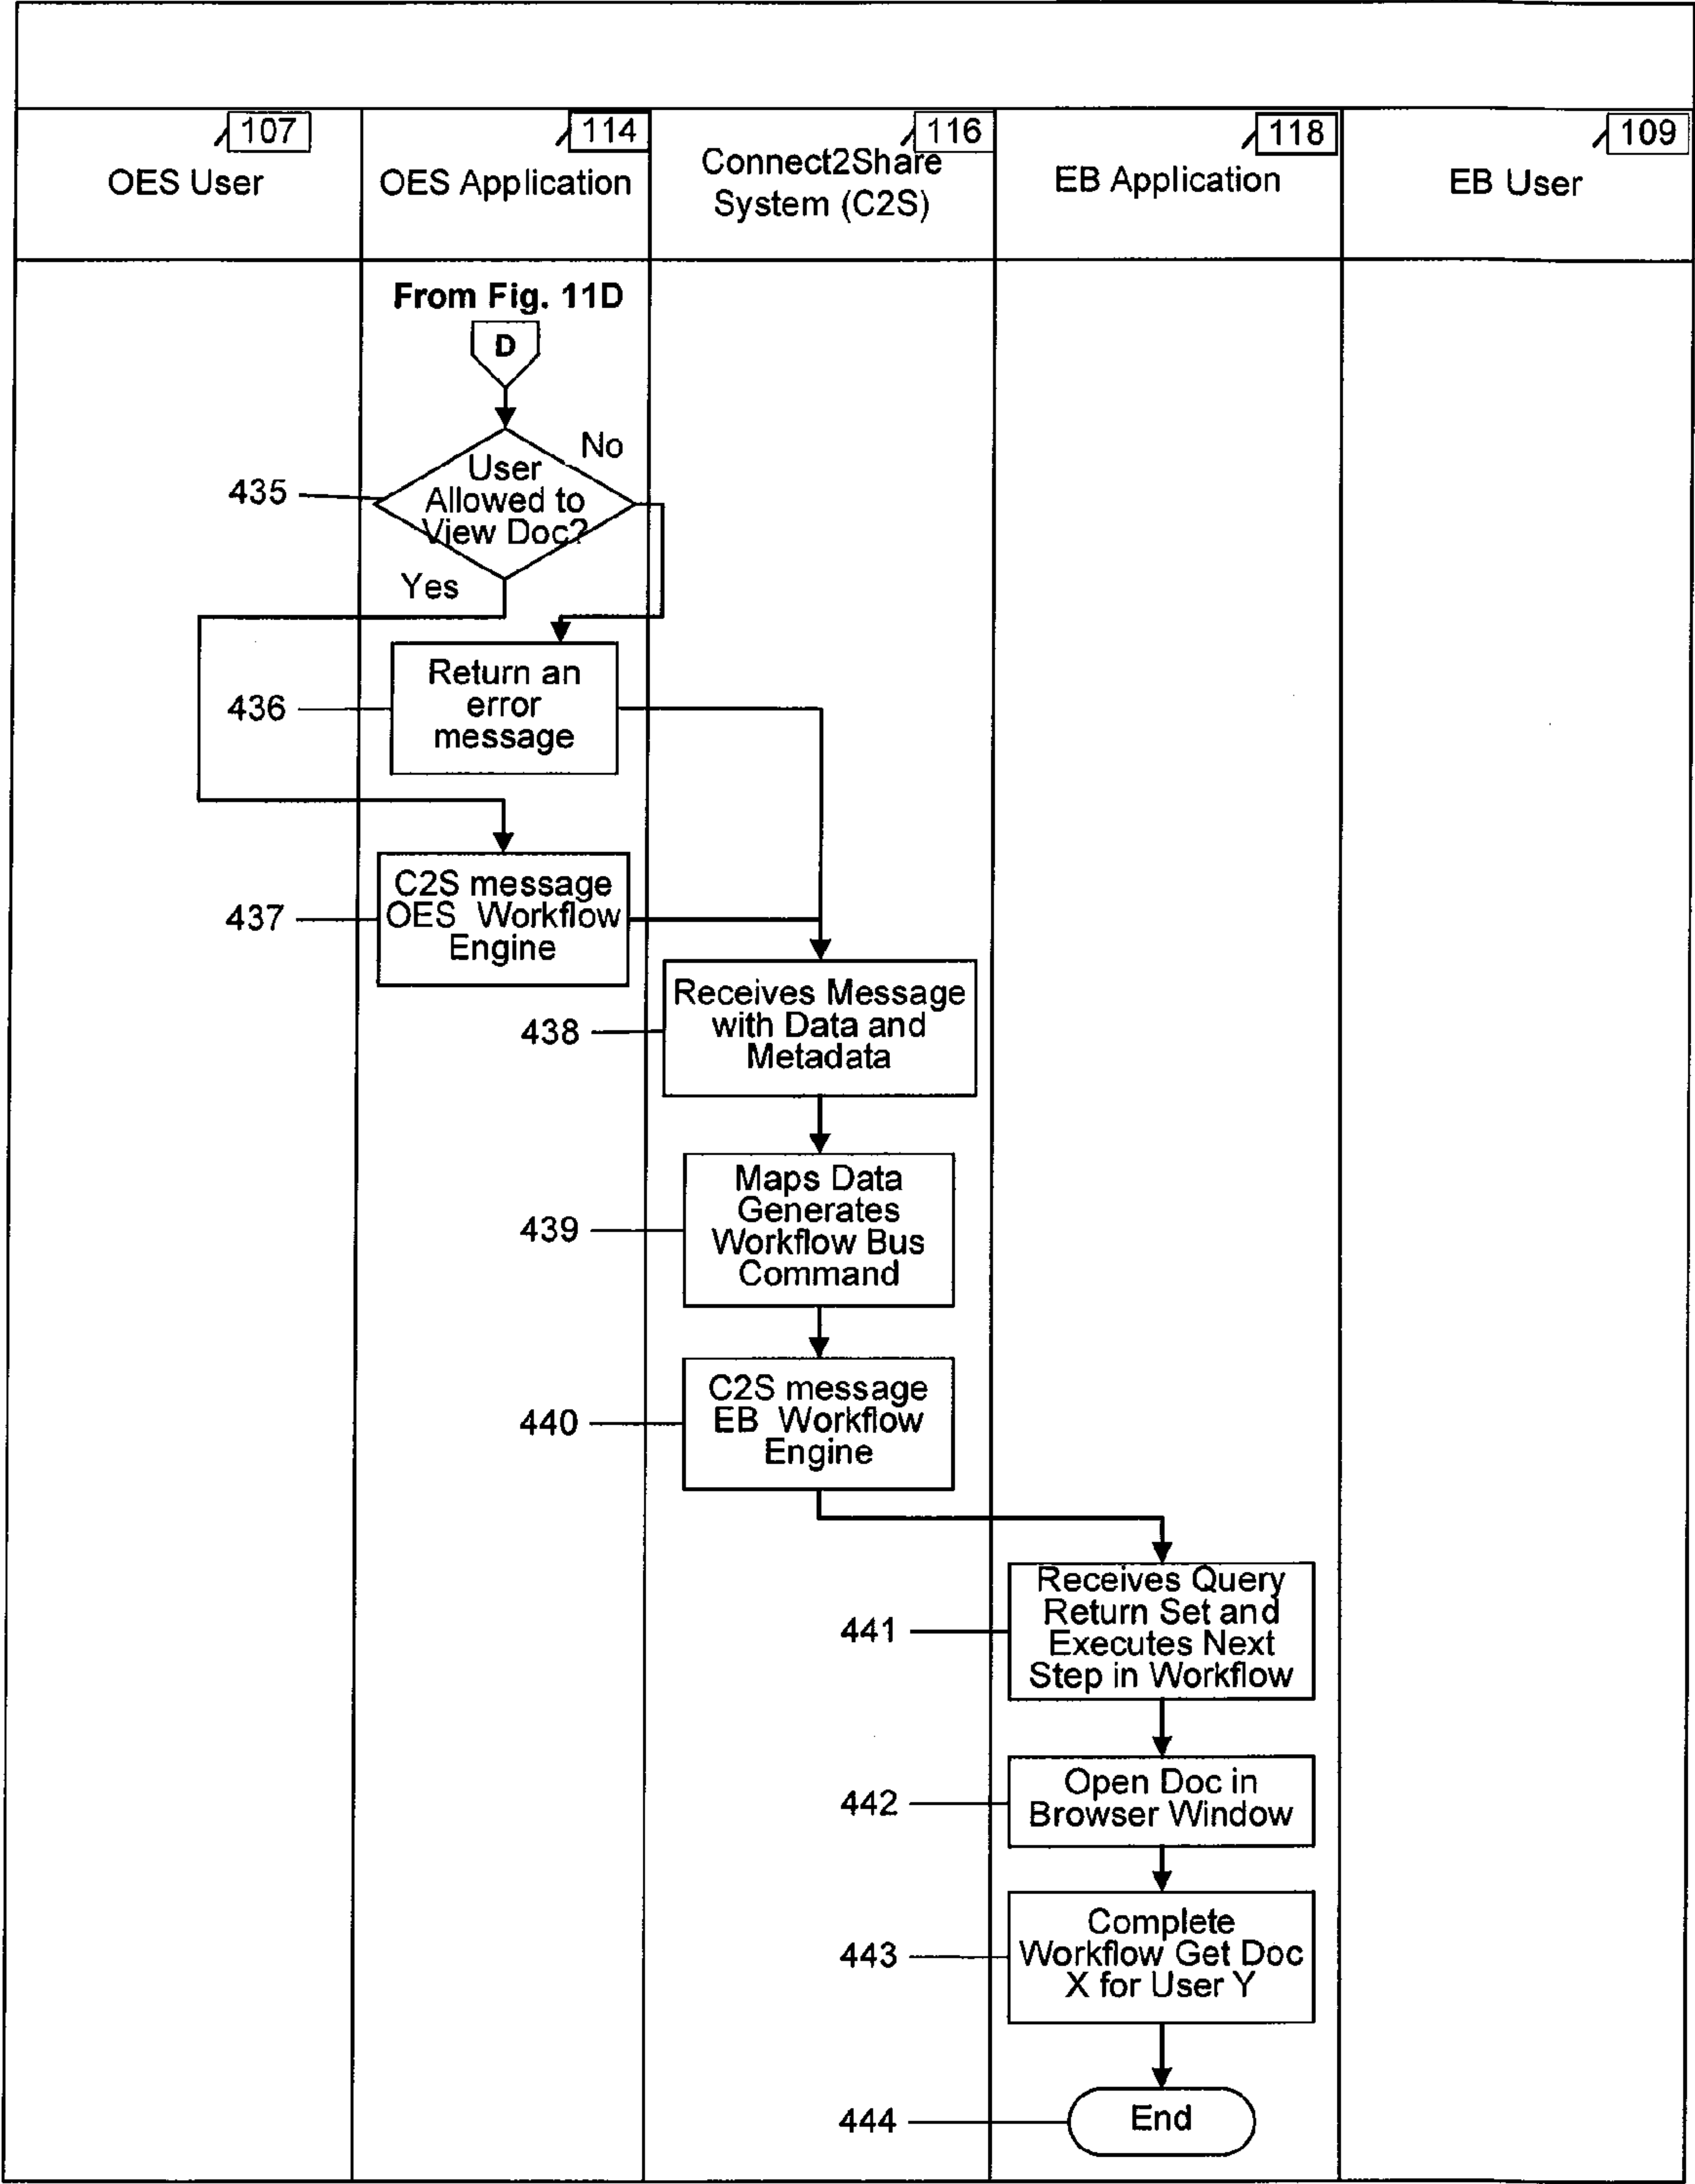 107
OES User
114
OES Application
116
Connect2Share
System (C2S)
118
EB Application
109
EB User
From Fig. 11D
D
No
435
User
Allowed to
View Doc?
Yes
436
Return an
error
message
437
C2S message
OES Workflow
Engine
438
Receives Message
with Data and
Metadata
439
Maps Data
Generates
Workflow Bus
Command
440
C2S message
EB Workflow
Engine
441
Receives Query
Return Set and
Executes Next
Step in Workflow
442
Open Doc in
Browser Window
443
Complete
Workflow Get Doc
X for User Y
444
End